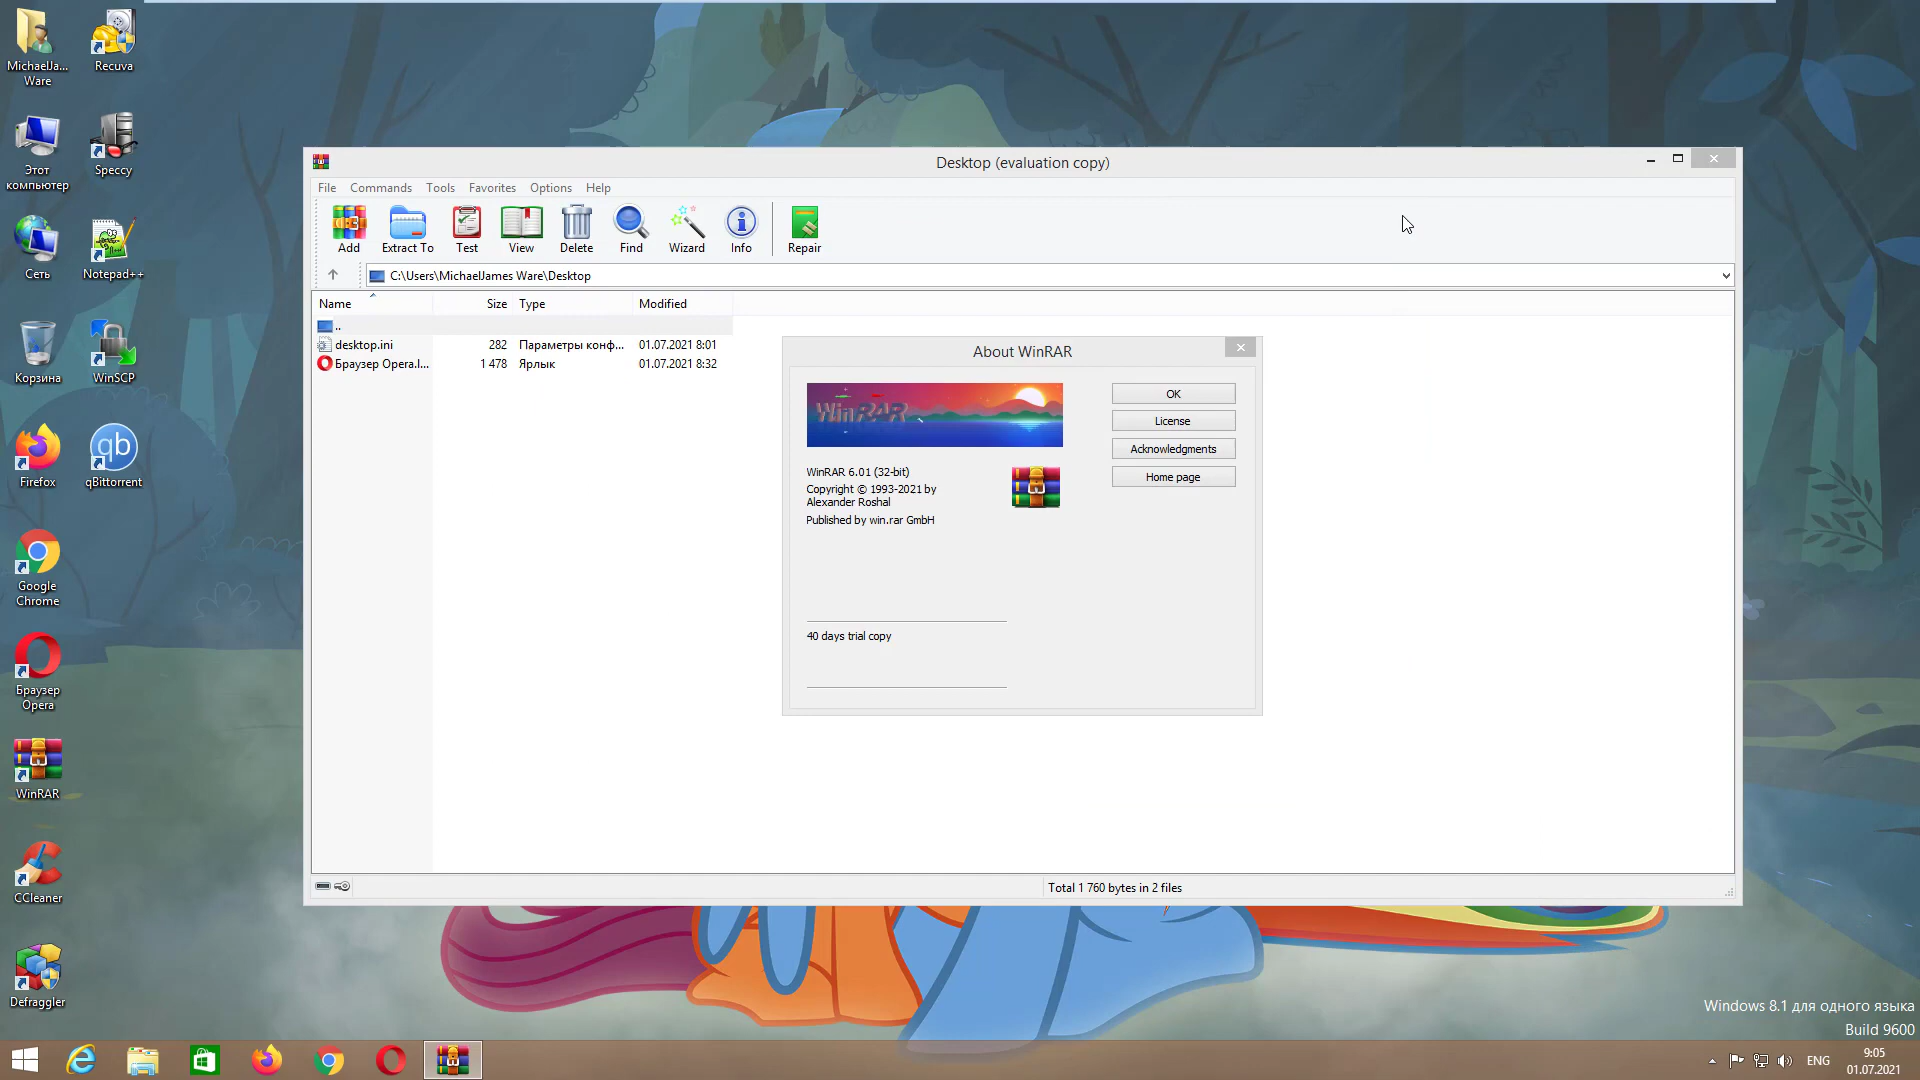 MichaelJa...
Ware
Recuva
Этот
компьютер
Speccy
Сеть
Notepad++
Корзина
WinSCP
Firefox
qBittorrent
Google
Chrome
Браузер
Opera
WinRAR
CCleaner
Defraggler
Desktop (evaluation copy)
File Commands Tools Favorites Options Help
Add Extract To Test View Delete Find Wizard Info Repair
C:\Users\MichaelJames Ware\Desktop
Name Size Type Modified
..
desktop.ini 282 Параметры конф... 01.07.2021 8:01
Браузер Opera.l... 1 478 Ярлык 01.07.2021 8:32
About WinRAR
WinRAR
OK
License
Acknowledgments
Home page
WinRAR 6.01 (32-bit)
Copyright © 1993-2021 by
Alexander Roshal
Published by win.rar GmbH
40 days trial copy
Total 1 760 bytes in 2 files
Windows 8.1 для одного языка
Build 9600
ENG
9:05
01.07.2021